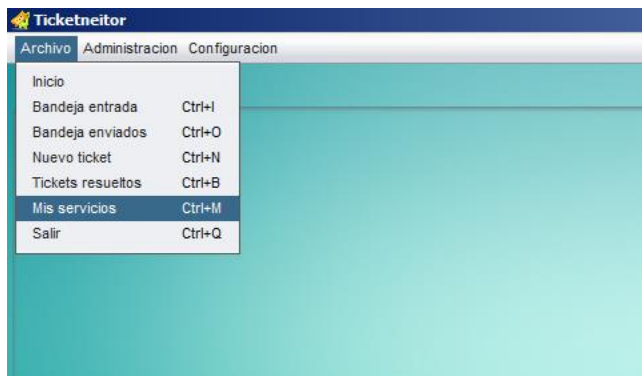 Ticketneitor
Archivo Administracion Configuracion
Inicio
Bandeja entrada Ctrl+I
Bandeja enviados Ctrl+O
Nuevo ticket Ctrl+N
Tickets resueltos Ctrl+B
Mis servicios Ctrl+M
Salir Ctrl+Q